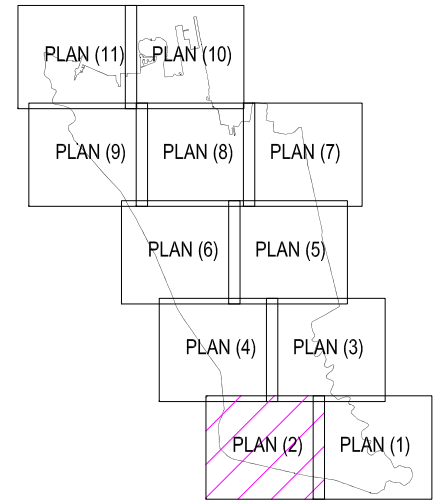 PLAN (11)
PLAN (10)
PLAN (9)
PLAN (8)
PLAN (7)
PLAN (6)
PLAN (5)
PLAN (4)
PLAN (3)
PLAN (2)
PLAN (1)